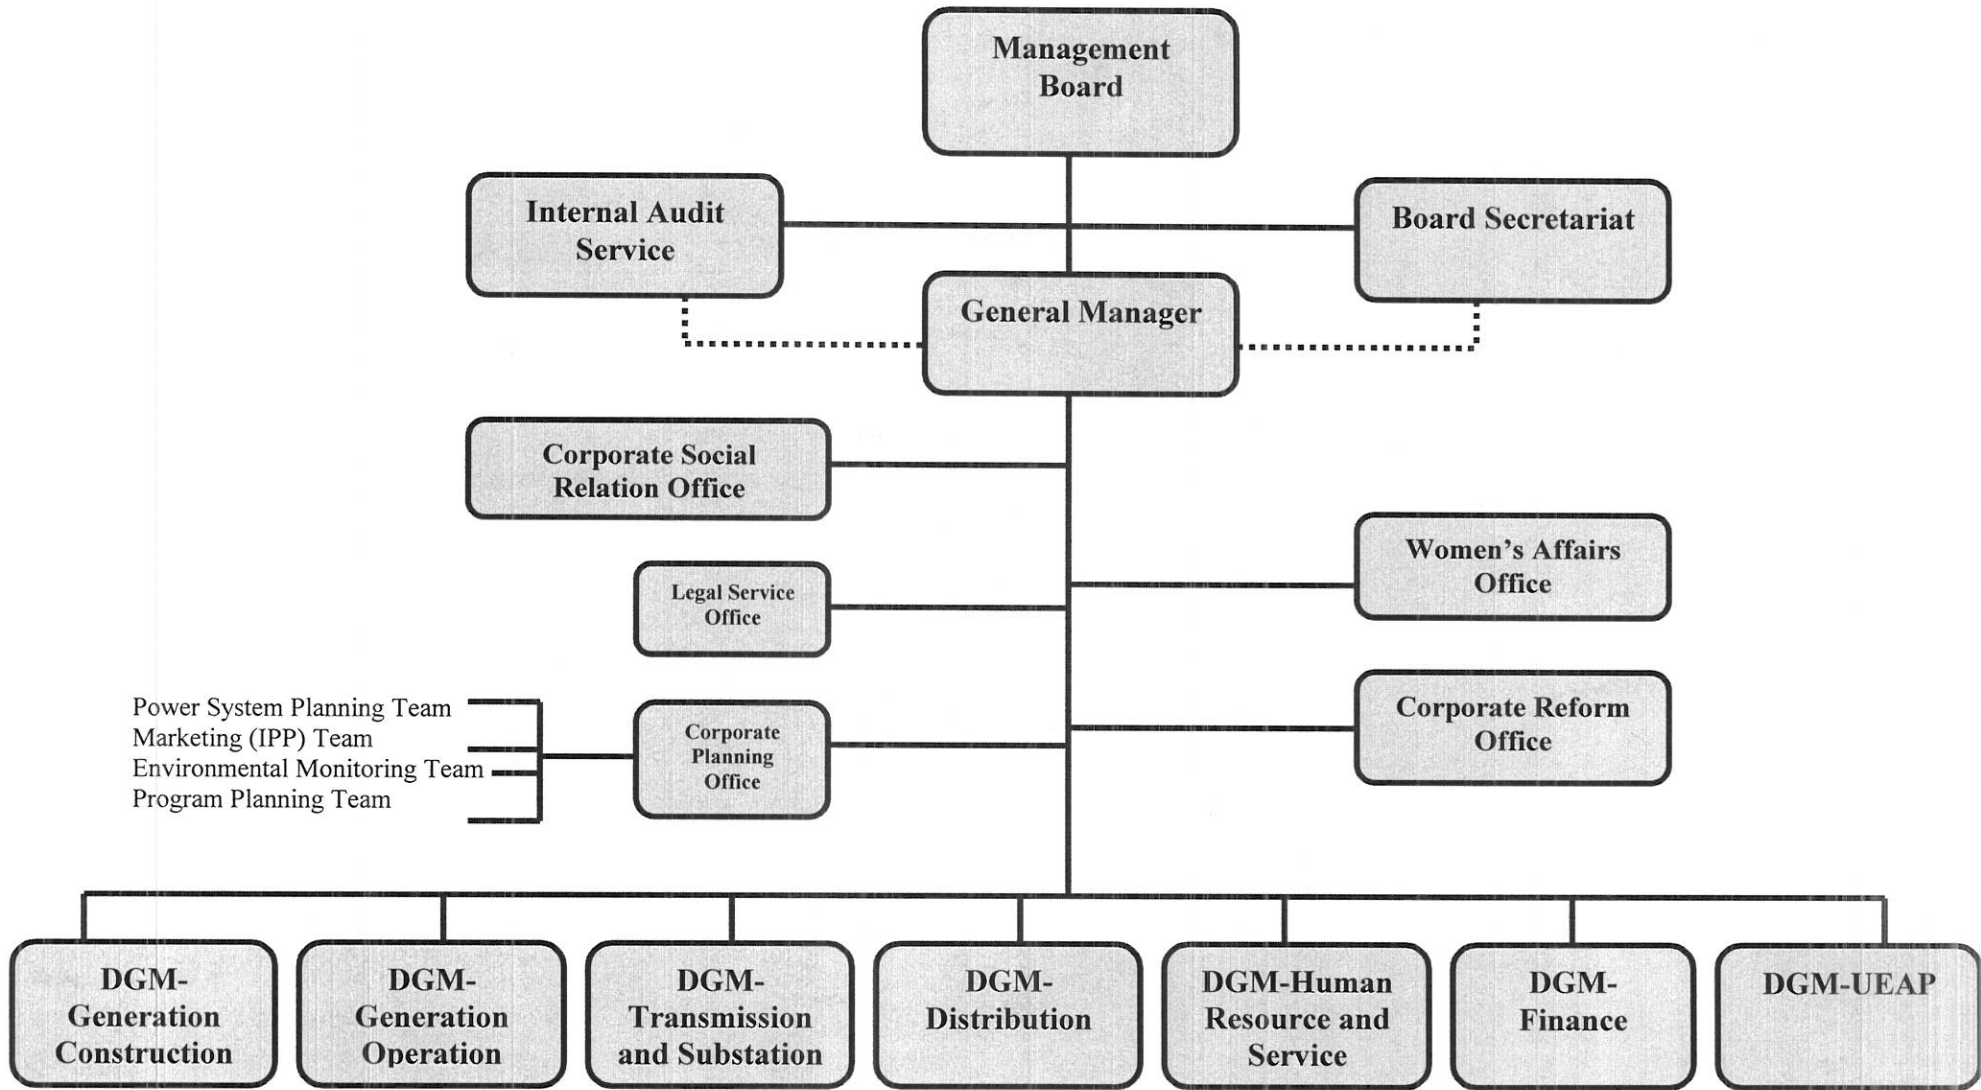 Management
Board
Internal Audit
Service
Board Secretariat
General Manager
Corporate Social
Relation Office
Women's Affairs
Office
Legal Service
Office
Power System Planning Team
Marketing (IPP) Team
Environmental Monitoring Team
Program Planning Team
Corporate
Planning
Office
Corporate Reform
Office
DGM-
Generation
Construction
DGM-
Generation
Operation
DGM-
Transmission
and Substation
DGM-
Distribution
DGM-Human
Resource and
Service
DGM-
Finance
DGM-UEAP